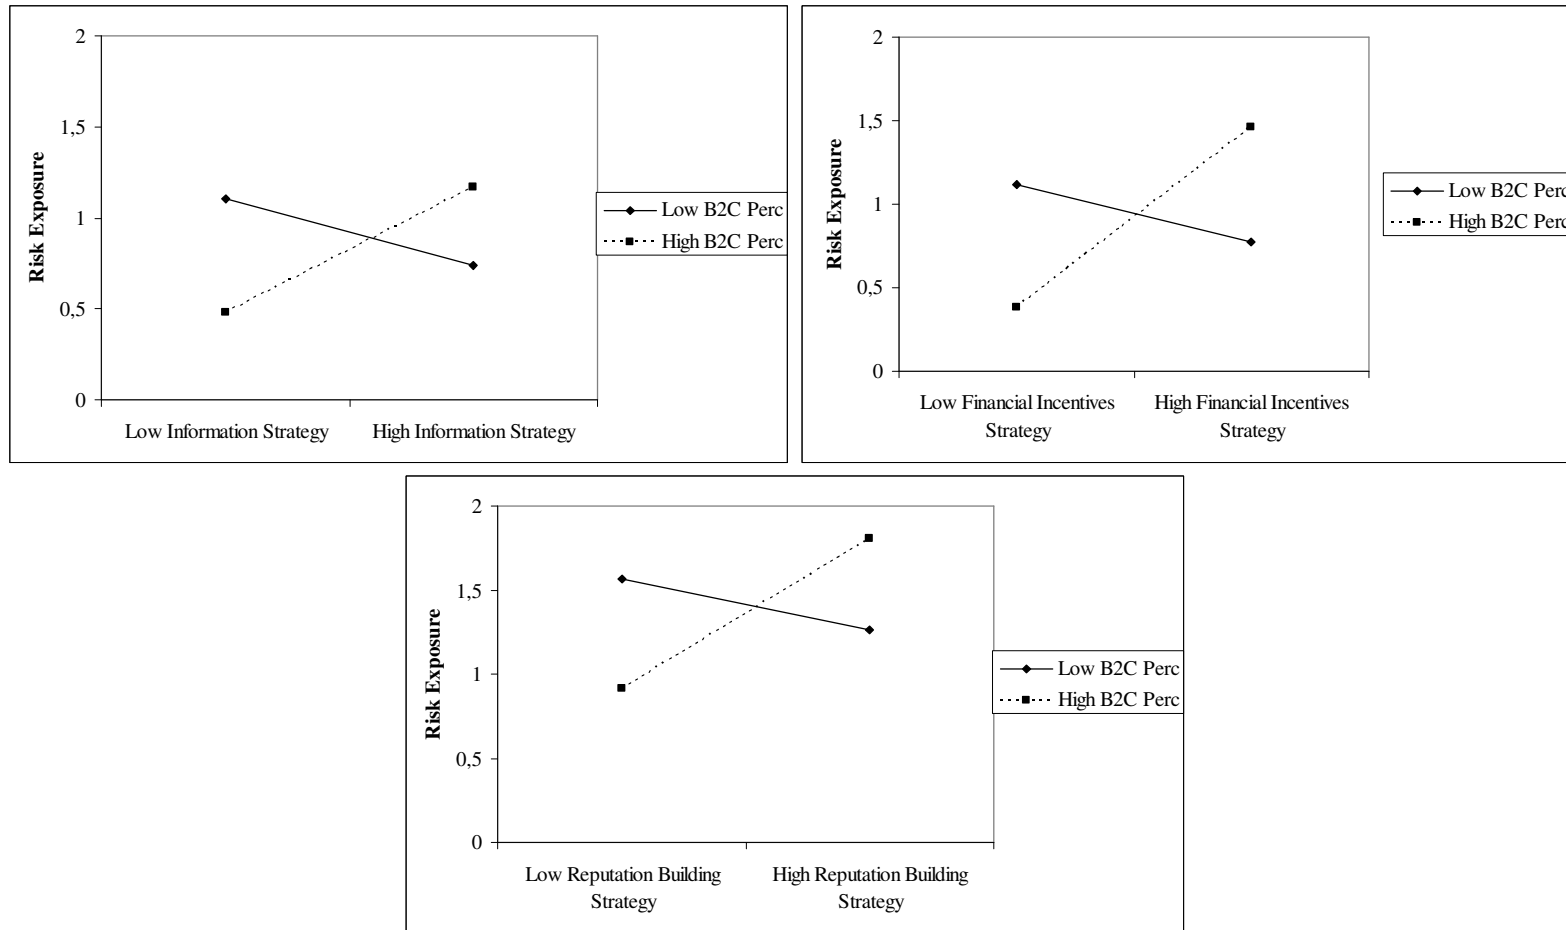 2
1,5
1
0,5
0
Risk Exposure
Low Information Strategy
High Information Strategy
Low B2C Perc
High B2C Perc
2
1,5
1
0,5
0
Risk Exposure
Low Financial Incentives
Strategy
High Financial Incentives
Strategy
Low B2C Perc
High B2C Perc
2
1,5
1
0,5
0
Risk Exposure
Low Reputation Building
Strategy
High Reputation Building
Strategy
Low B2C Perc
High B2C Perc